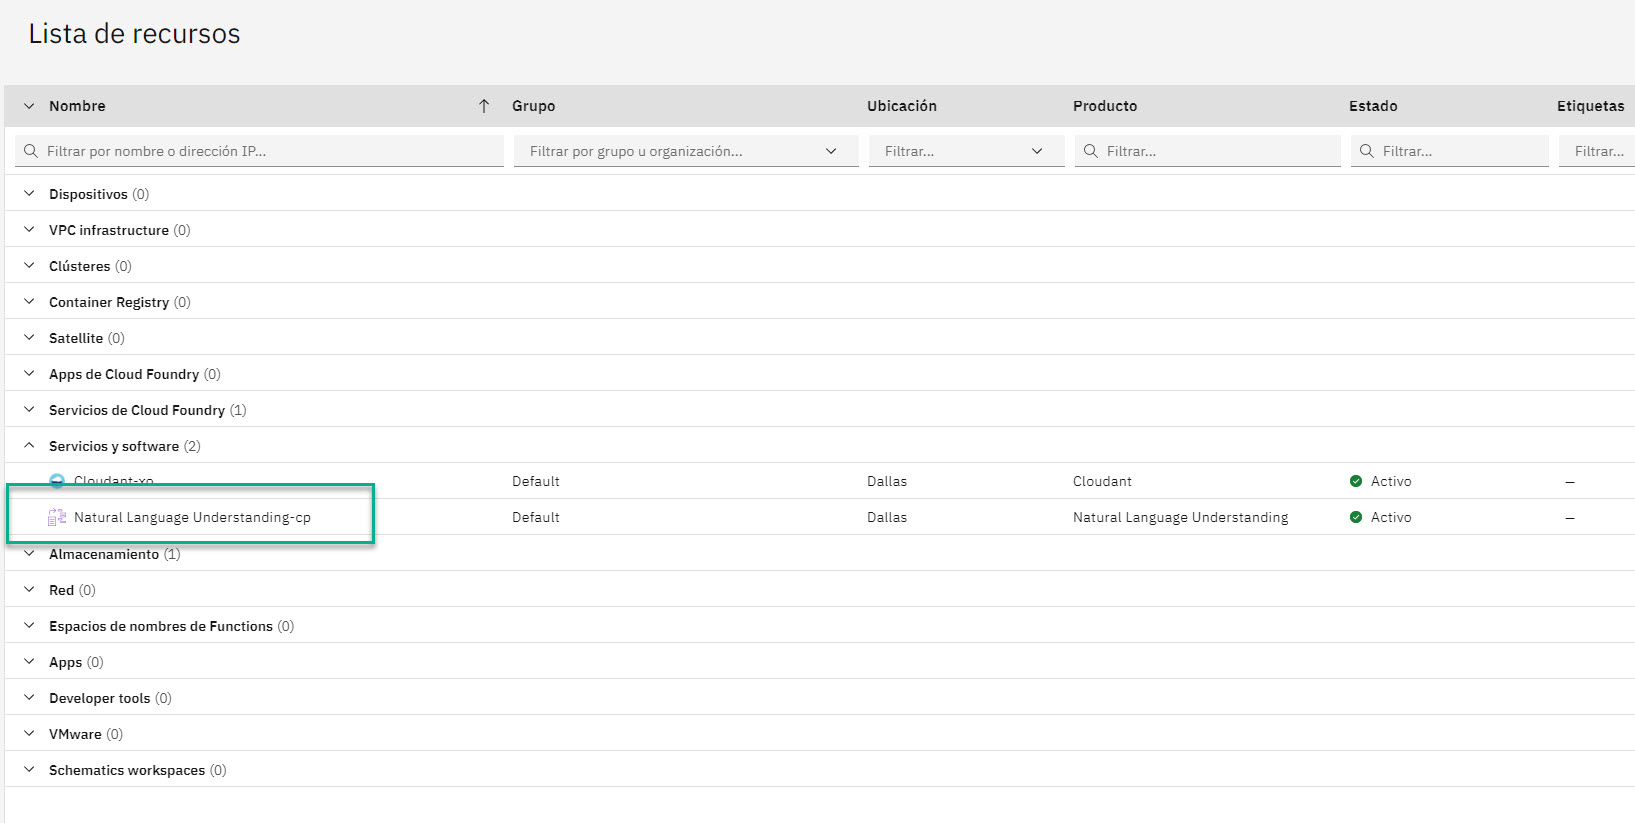 Lista de recursos
Nombre Grupo Ubicación Producto Estado Etiquetas
Filtrar por nombre o dirección IP... Filtrar por grupo u organización... Filtrar... Filtrar... Filtrar... Filtrar...
Dispositivos (0)
VPC infrastructure (0)
Clústeres (0)
Container Registry (0)
Satellite (0)
Apps de Cloud Foundry (0)
Servicios de Cloud Foundry (1)
Servicios y software (2)
Cloudant-xo Default Dallas Cloudant Activo –
Natural Language Understanding-cp Default Dallas Natural Language Understanding Activo –
Almacenamiento (1)
Red (0)
Espacios de nombres de Functions (0)
Apps (0)
Developer tools (0)
VMware (0)
Schematics workspaces (0)